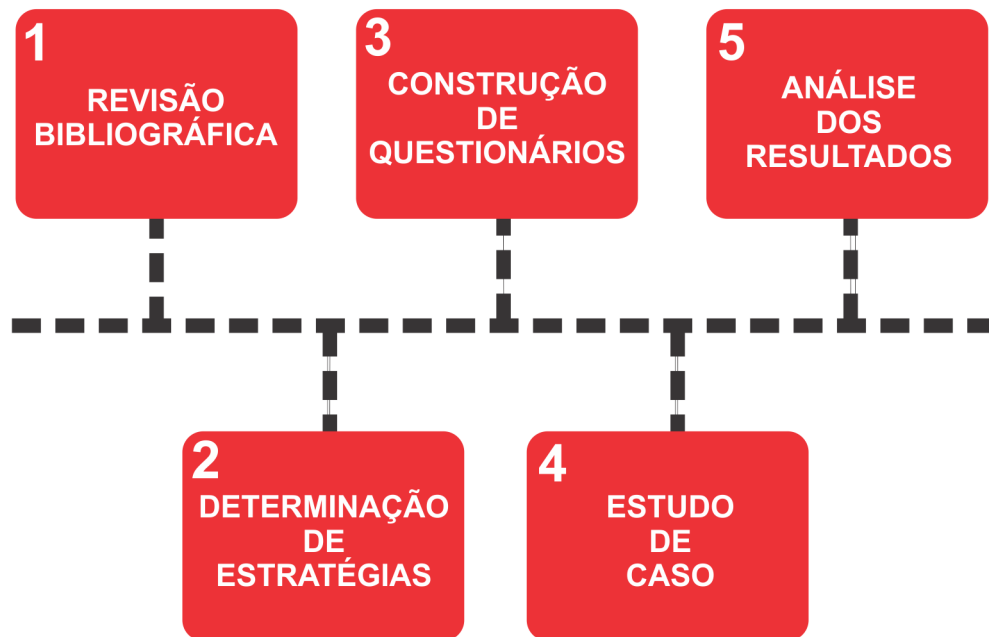 1
REVISÃO
BIBLIOGRÁFICA
2
DETERMINAÇÃO
DE
ESTRATÉGIAS
3
CONSTRUÇÃO
DE
QUESTIONÁRIOS
4
ESTUDO
DE
CASO
5
ANÁLISE
DOS
RESULTADOS